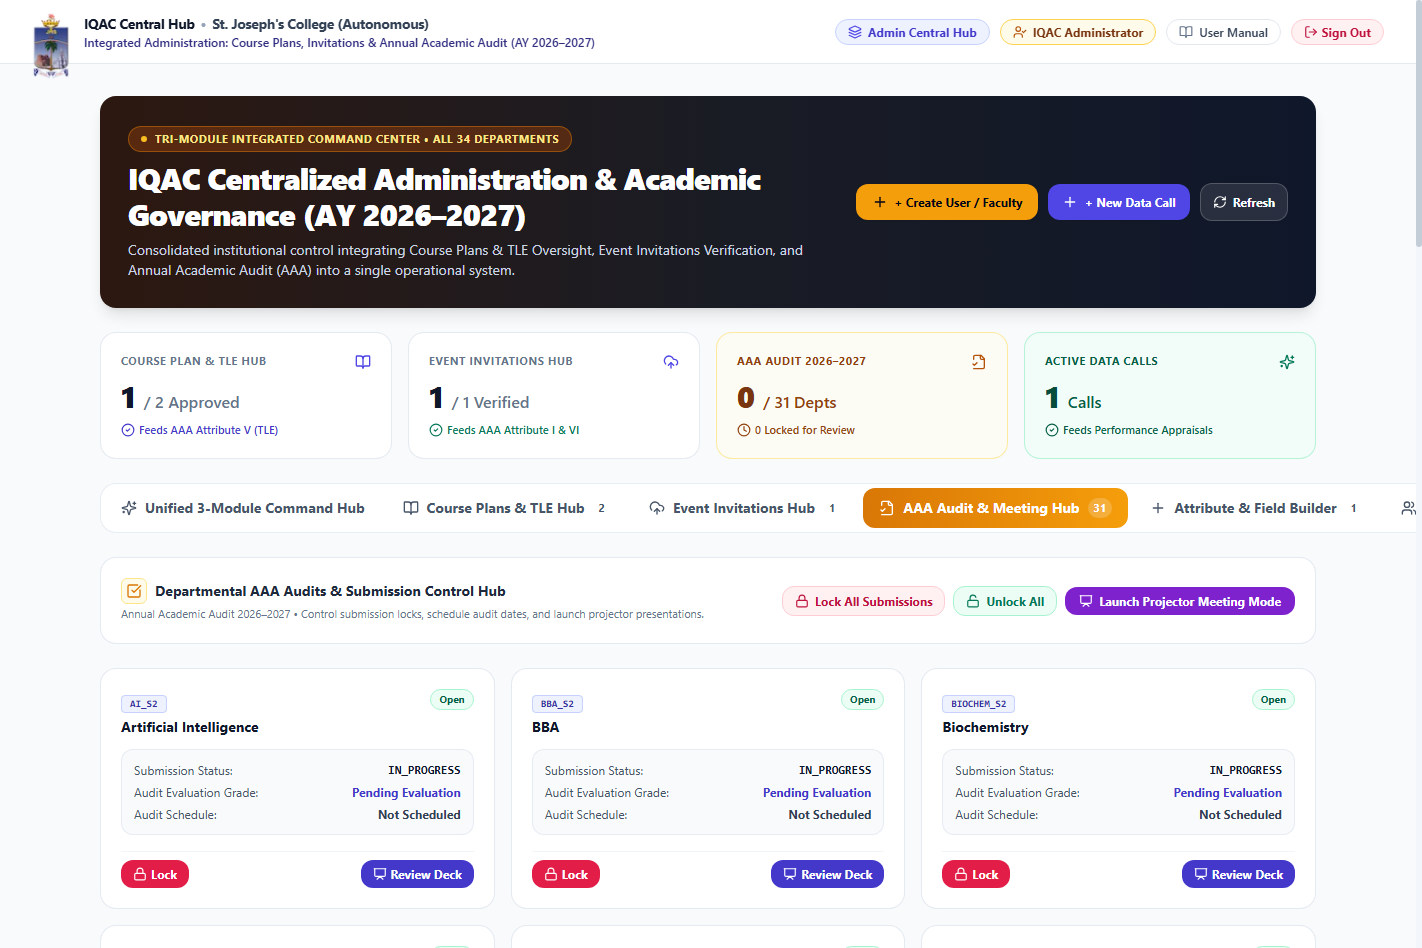 IQAC Central Hub • St. Joseph's College (Autonomous)
Integrated Administration: Course Plans, Invitations & Annual Academic Audit (AY 2026–2027)
Admin Central Hub
IQAC Administrator
User Manual
Sign Out
TRI-MODULE INTEGRATED COMMAND CENTER • ALL 34 DEPARTMENTS
IQAC Centralized Administration & Academic
Governance (AY 2026–2027)
Consolidated institutional control integrating Course Plans & TLE Oversight, Event Invitations Verification, and
Annual Academic Audit (AAA) into a single operational system.
+ Create User / Faculty
+ New Data Call
Refresh
COURSE PLAN & TLE HUB
1 / 2 Approved
Feeds AAA Attribute V (TLE)
EVENT INVITATIONS HUB
1 / 1 Verified
Feeds AAA Attribute I & VI
AAA AUDIT 2026–2027
0 / 31 Depts
0 Locked for Review
ACTIVE DATA CALLS
1 Calls
Feeds Performance Appraisals
Unified 3-Module Command Hub
Course Plans & TLE Hub 2
Event Invitations Hub 1
AAA Audit & Meeting Hub 31
Attribute & Field Builder 1
Departmental AAA Audits & Submission Control Hub
Annual Academic Audit 2026–2027 • Control submission locks, schedule audit dates, and launch projector presentations.
Lock All Submissions
Unlock All
Launch Projector Meeting Mode
AI_S2
Open
Artificial Intelligence
Submission Status: IN_PROGRESS
Audit Evaluation Grade: Pending Evaluation
Audit Schedule: Not Scheduled
Lock
Review Deck
BBA_S2
Open
BBA
Submission Status: IN_PROGRESS
Audit Evaluation Grade: Pending Evaluation
Audit Schedule: Not Scheduled
Lock
Review Deck
BIOCHEM_S2
Open
Biochemistry
Submission Status: IN_PROGRESS
Audit Evaluation Grade: Pending Evaluation
Audit Schedule: Not Scheduled
Lock
Review Deck